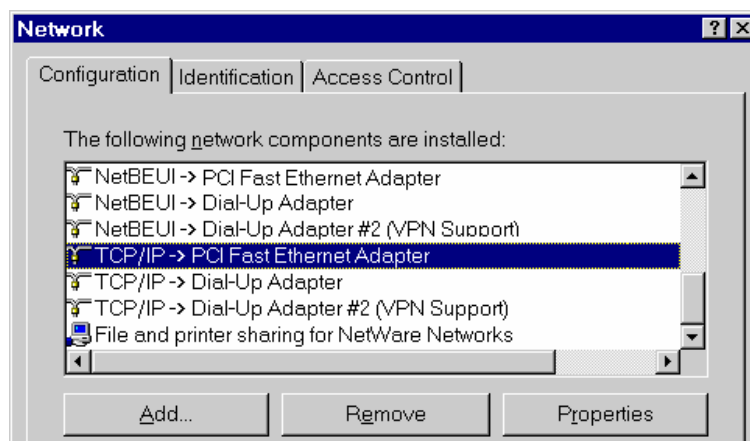 Network
Configuration Identification Access Control
The following network components are installed:
NetBEUI -> PCI Fast Ethernet Adapter
NetBEUI -> Dial-Up Adapter
NetBEUI -> Dial-Up Adapter #2 (VPN Support)
TCP/IP -> PCI Fast Ethernet Adapter
TCP/IP -> Dial-Up Adapter
TCP/IP -> Dial-Up Adapter #2 (VPN Support)
File and printer sharing for NetWare Networks
Add... Remove Properties